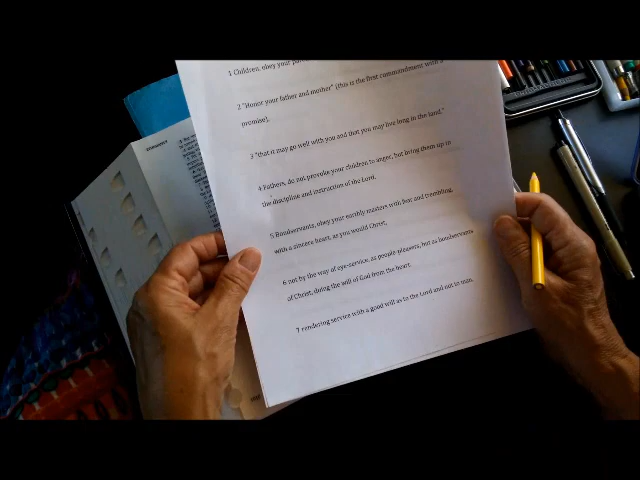 1 Children, obey your
2 "Honor your father and mother" (this is the first commandment with a
promise),
3 "that it may go well with you and that you may live long in the land."
4 Fathers, do not provoke your children to anger, but bring them up in
the discipline and instruction of the Lord.
5 Bondservants, obey your earthly masters with fear and trembling,
with a sincere heart, as you would Christ,
6 not by the way of eye-service, as people-pleasers, but as bondservants
of Christ, doing the will of God from the heart,
7 rendering service with a good will as to the Lord and not to man,